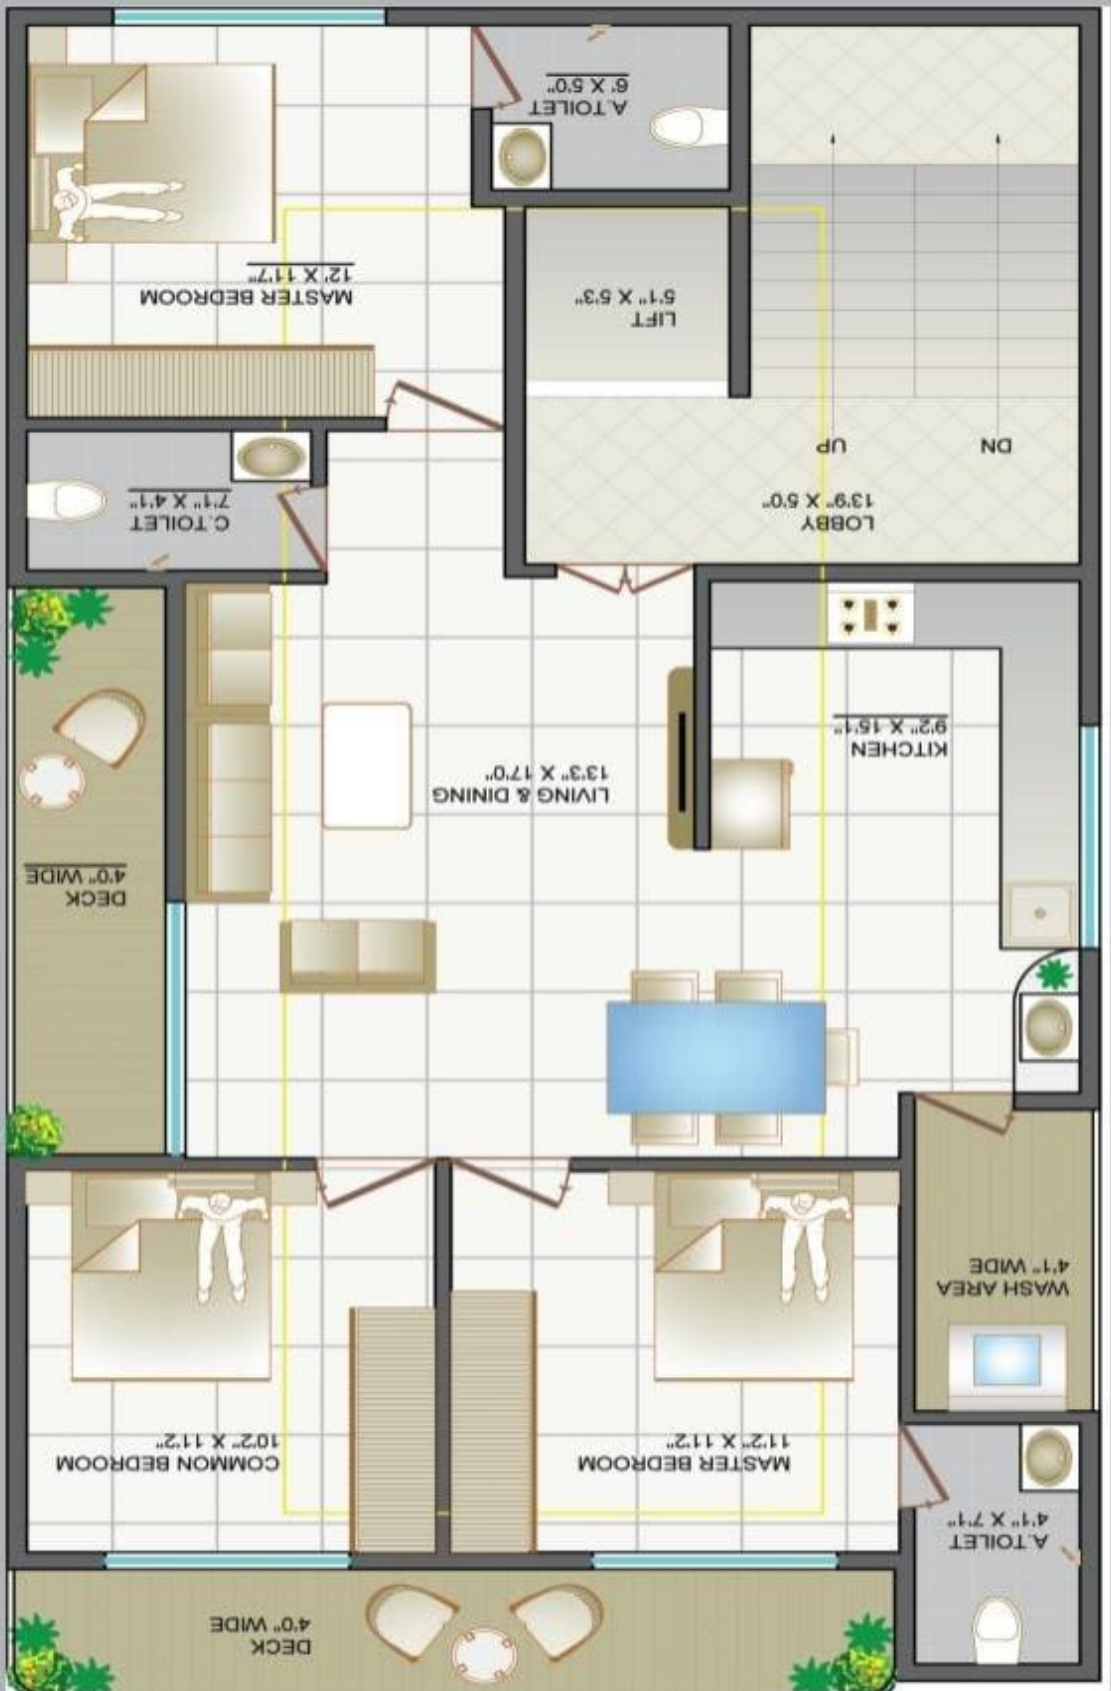 DECK
4'0" WIDE
A.TOILET
4'1" X 7'1"
MASTER BEDROOM
11'2" X 11'2"
COMMON BEDROOM
10'2" X 11'2"
WASH AREA
4'1" WIDE
DECK
4'0" WIDE
LIVING & DINING
13'3" X 17'0"
KITCHEN
9'2" X 15'1"
LOBBY
13'9" X 5'0"
C.TOILET
7'1" X 4'1"
DN
UP
LIFT
5'1" X 5'3"
MASTER BEDROOM
12' X 11'7"
A.TOILET
6' X 5'0"